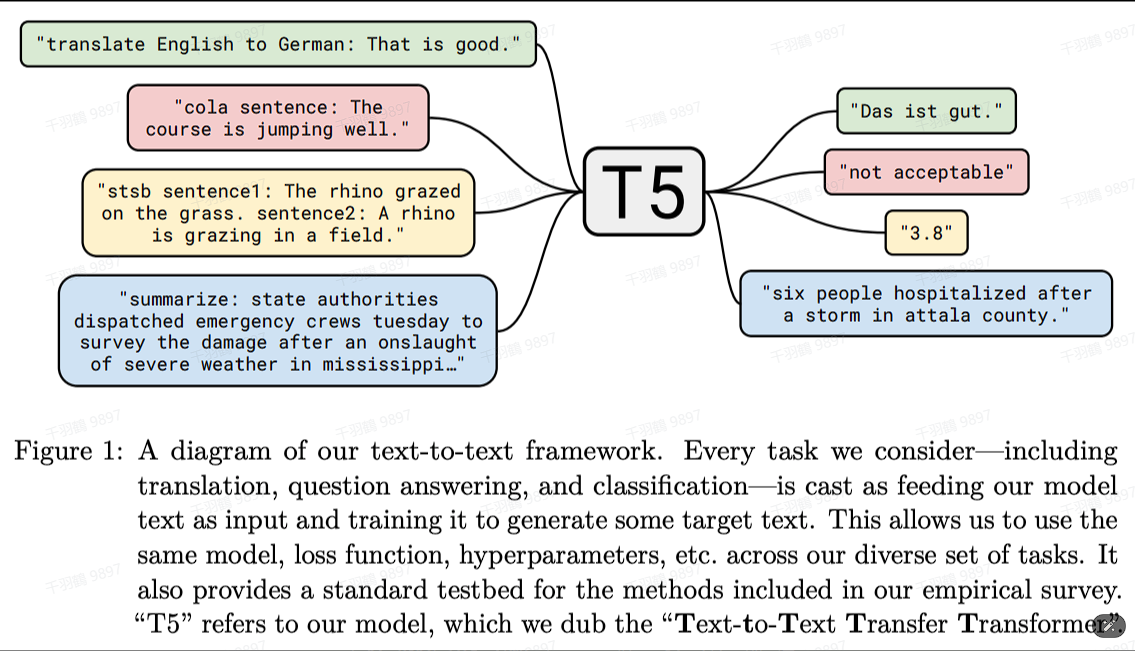 "translate English to German: That is good."
"cola sentence: The
course is jumping well."
"stsb sentence1: The rhino grazed
on the grass. sentence2: A rhino
is grazing in a field."
"summarize: state authorities
dispatched emergency crews tuesday to
survey the damage after an onslaught
of severe weather in mississippi…"
T5
"Das ist gut."
"not acceptable"
"3.8"
"six people hospitalized after
a storm in attala county."
Figure 1: A diagram of our text-to-text framework. Every task we consider—including
translation, question answering, and classification—is cast as feeding our model
text as input and training it to generate some target text. This allows us to use the
same model, loss function, hyperparameters, etc. across our diverse set of tasks. It
also provides a standard testbed for the methods included in our empirical survey.
“T5” refers to our model, which we dub the “Text-to-Text Transfer Transformer”.
千羽鹤 9897